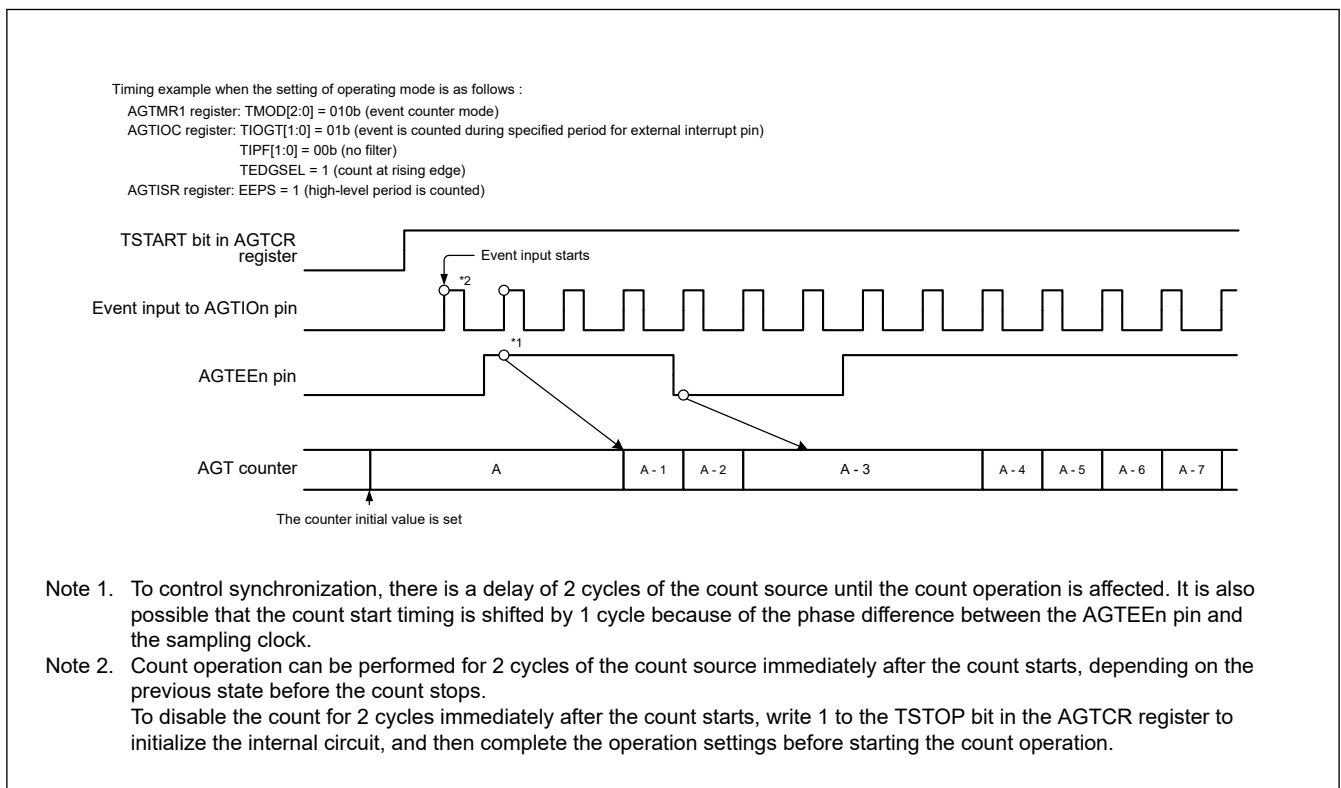 Timing example when the setting of operating mode is as follows :
AGTMR1 register: TMOD[2:0] = 010b (event counter mode)
AGTIOC register: TIOGT[1:0] = 01b (event is counted during specified period for external interrupt pin)
TIPF[1:0] = 00b (no filter)
TEDGSEL = 1 (count at rising edge)
AGTISR register: EEPS = 1 (high-level period is counted)
TSTART bit in AGTCR
register
Event input starts
*2
Event input to AGTIOn pin
*1
AGTEEn pin
AGT counter
A
A - 1
A - 2
A - 3
A - 4
A - 5
A - 6
A - 7
The counter initial value is set
Note 1. To control synchronization, there is a delay of 2 cycles of the count source until the count operation is affected. It is also
possible that the count start timing is shifted by 1 cycle because of the phase difference between the AGTEEn pin and
the sampling clock.
Note 2. Count operation can be performed for 2 cycles of the count source immediately after the count starts, depending on the
previous state before the count stops.
To disable the count for 2 cycles immediately after the count starts, write 1 to the TSTOP bit in the AGTCR register to
initialize the internal circuit, and then complete the operation settings before starting the count operation.